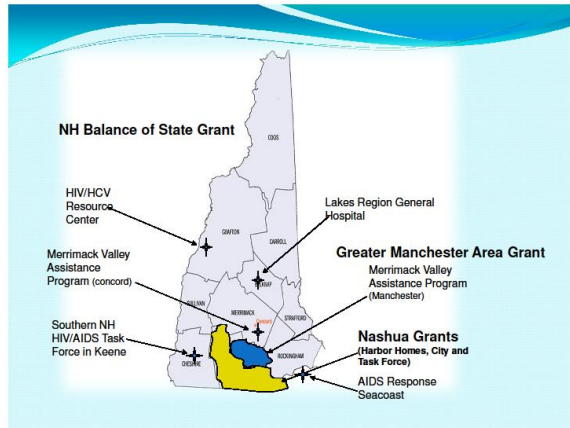 NH Balance of State Grant
COOS
HIV/HCV
Resource
Center
Lakes Region General
Hospital
GRAFTON
CARROLL
Merrimack Valley
Assistance
Program (concord)
Greater Manchester Area Grant
Merrimack Valley
Assistance Program
(Manchester)
MERRIMACK
STRAFFORD
Southern NH
HIV/AIDS Task
Force in Keene
Nashua Grants
(Harbor Homes, City and
Task Force)
CHESHIRE
ROCKINGHAM
AIDS Response
Seacoast